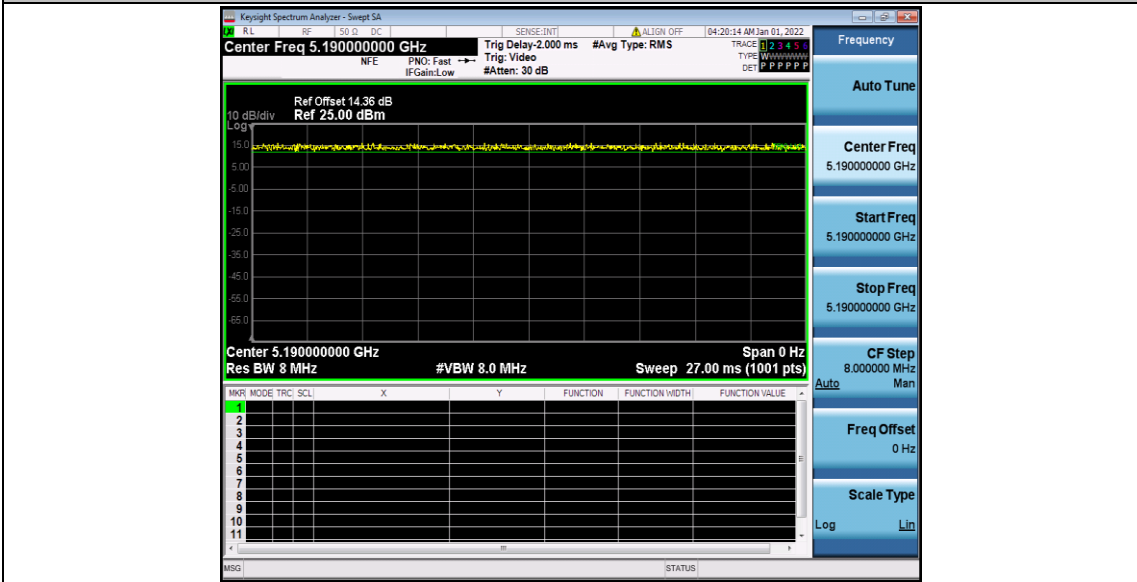 Keysight Spectrum Analyzer - Swept SA
RL RF 50 Ω DC SENSE:INT ALIGN OFF 04:20:14 AM Jan 01, 2022
Center Freq 5.190000000 GHz Trig Delay-2.000 ms #Avg Type: RMS TRACE 1 2 3 4 5 6
NFE PNO: Fast Trig: Video TYPE WWWWWW
IFGain:Low #Atten: 30 dB DET P P P P P P
Frequency
Auto Tune
Ref Offset 14.36 dB
10 dB/div Ref 25.00 dBm
Log
15.0
5.00
-5.00
-15.0
-25.0
-35.0
-45.0
-55.0
-65.0
Center 5.190000000 GHz Span 0 Hz
Res BW 8 MHz #VBW 8.0 MHz Sweep 27.00 ms (1001 pts)
MKR MODE TRC SCL X Y FUNCTION FUNCTION WIDTH FUNCTION VALUE
1
2
3
4
5
6
7
8
9
10
11
MSG STATUS
Center Freq
5.190000000 GHz
Start Freq
5.190000000 GHz
Stop Freq
5.190000000 GHz
CF Step
8.000000 MHz
Auto Man
Freq Offset
0 Hz
Scale Type
Log Lin